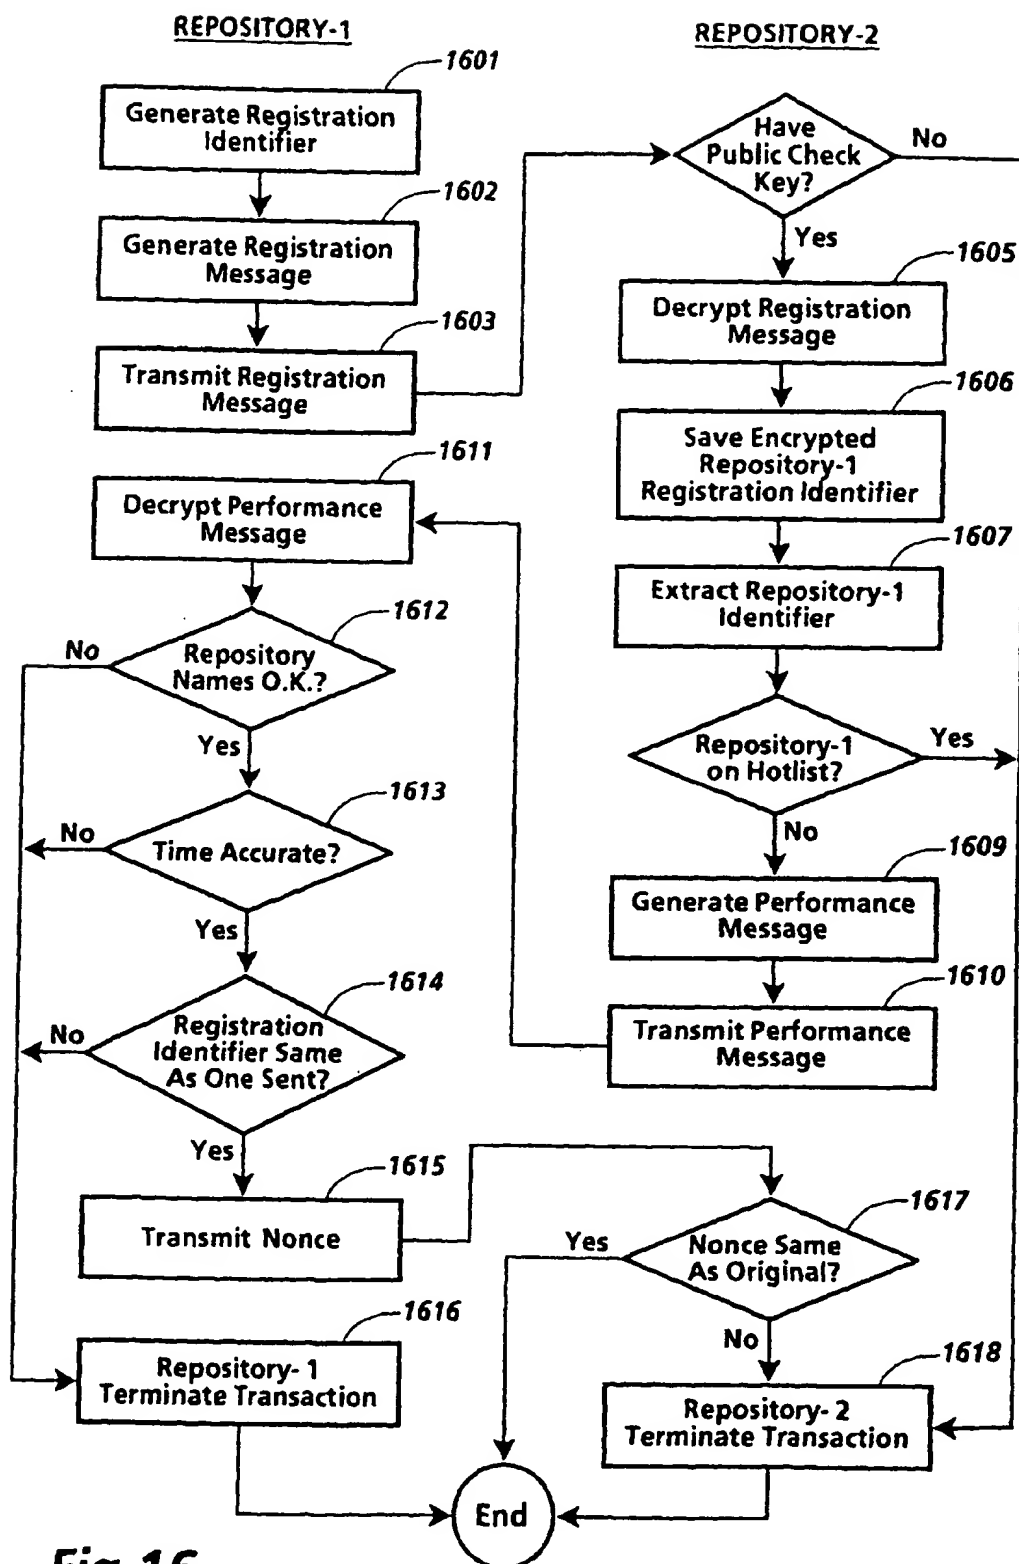 REPOSITORY-1
1601
Generate Registration
Identifier
1602
Generate Registration
Message
1603
Transmit Registration
Message
1611
Decrypt Performance
Message
1612
No
Repository
Names O.K.?
Yes
1613
No
Time Accurate?
Yes
1614
No
Registration
Identifier Same
As One Sent?
Yes
1615
Transmit Nonce
1616
Repository- 1
Terminate Transaction
REPOSITORY-2
Have
Public Check
Key?
No
Yes
1605
Decrypt Registration
Message
1606
Save Encrypted
Repository-1
Registration Identifier
1607
Extract Repository-1
Identifier
Repository-1
on Hotlist?
Yes
No
1609
Generate Performance
Message
1610
Transmit Performance
Message
1617
Yes
Nonce Same
As Original?
No
1618
Repository- 2
Terminate Transaction
End
Fig.16